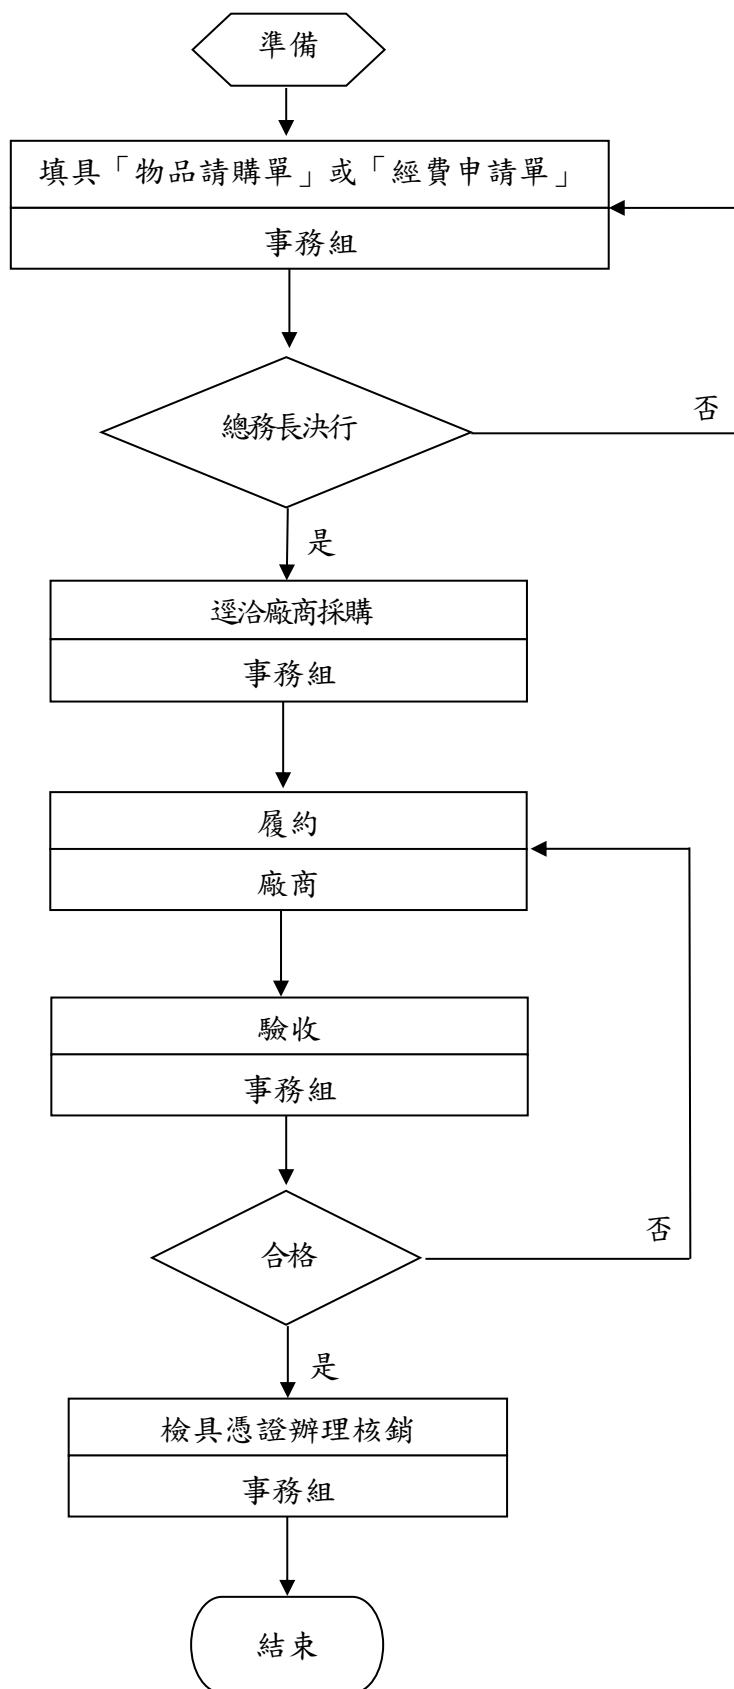 準備
填具「物品請購單」或「經費申請單」
事務組
總務長決行
否
是
逕洽廠商採購
事務組
履約
廠商
驗收
事務組
合格
否
是
檢具憑證辦理核銷
事務組
結束